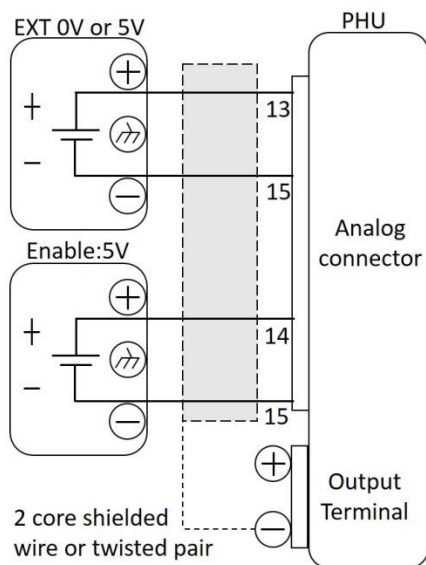 EXT 0V or 5V
PHU
+
+
13
−
−
15
Analog
connector
Enable:5V
+
+
14
−
−
15
+
Output
Terminal
−
2 core shielded
wire or twisted pair